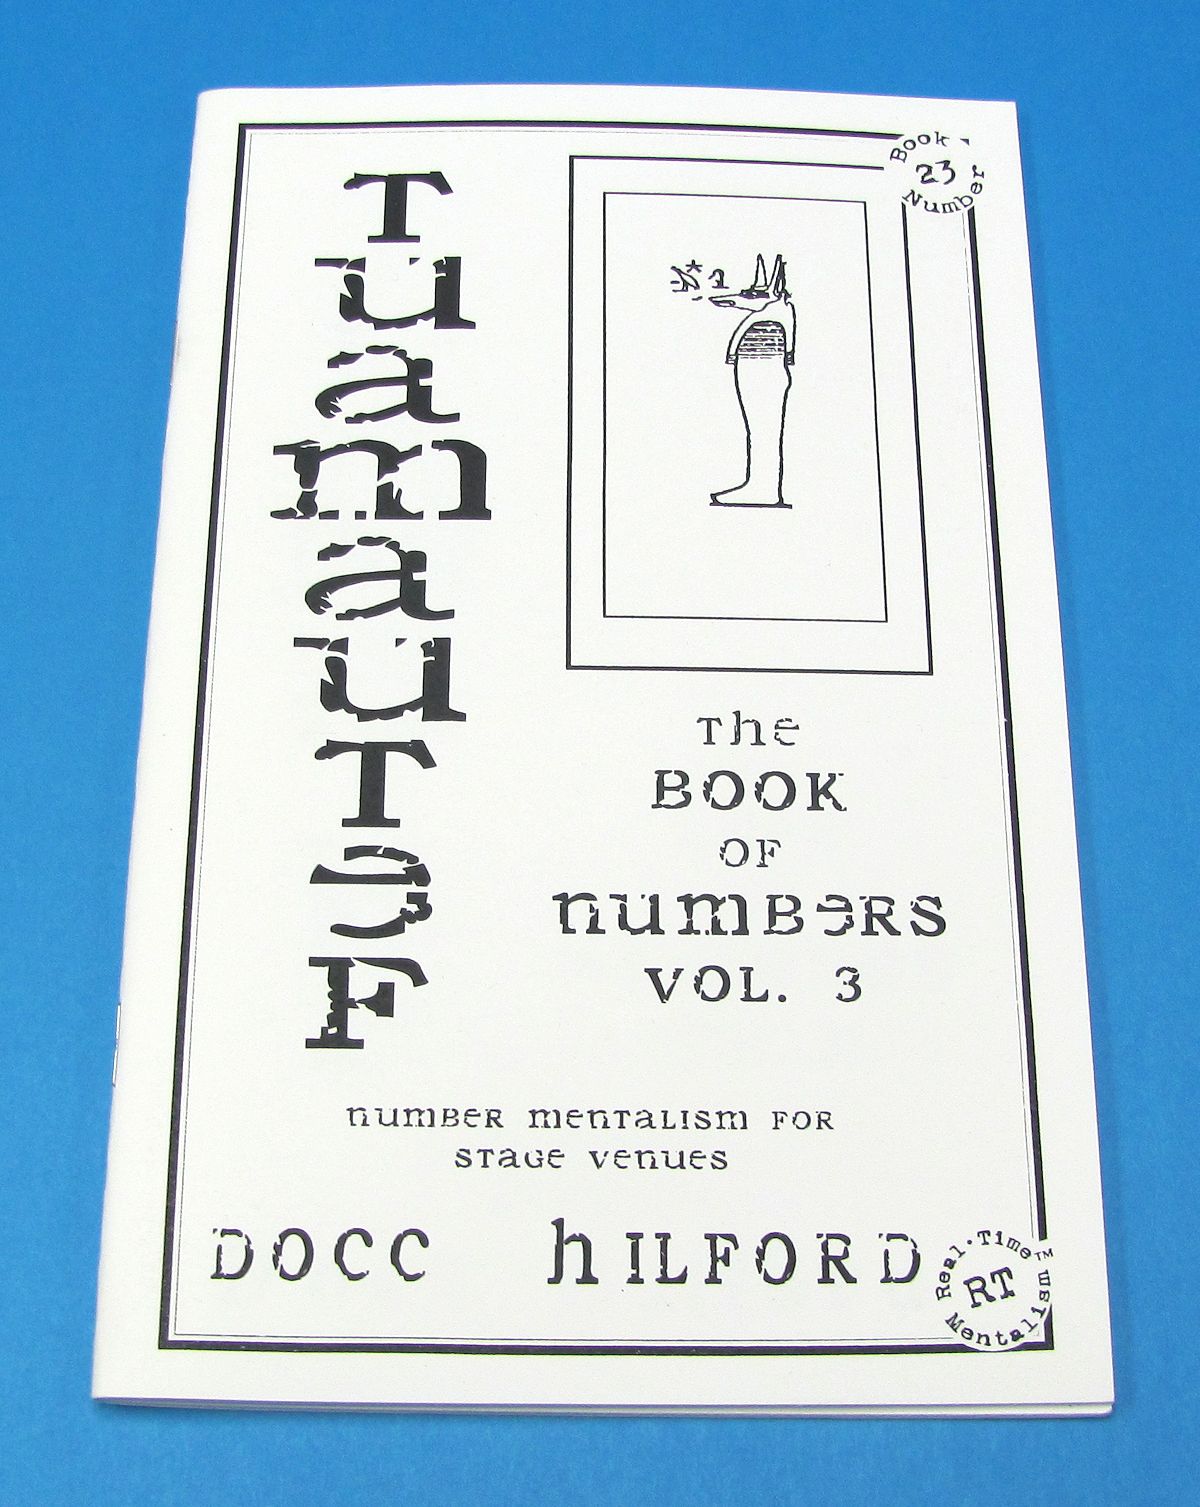 TuamauTeF
Book Number
23
The
BOOK
OF
numBeRS
VOL. 3
numBeR menTaLISm FOR
STaGe Venues
DOCC hILFORD
Real-Time™ Mentalism
RT